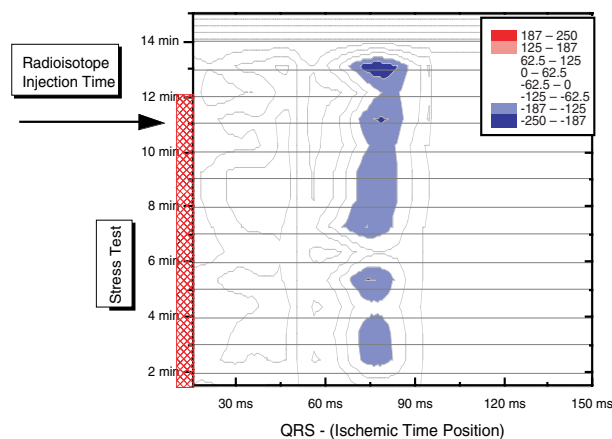 Radioisotope
Injection Time
Stress Test
14 min
12 min
10 min
8 min
6 min
4 min
2 min
187 – 250
125 – 187
62.5 – 125
0 – 62.5
-62.5 – 0
-125 – -62.5
-187 – -125
-250 – -187
30 ms
60 ms
90 ms
115 ms
150 ms
QRS - (Ischemic Time Position)